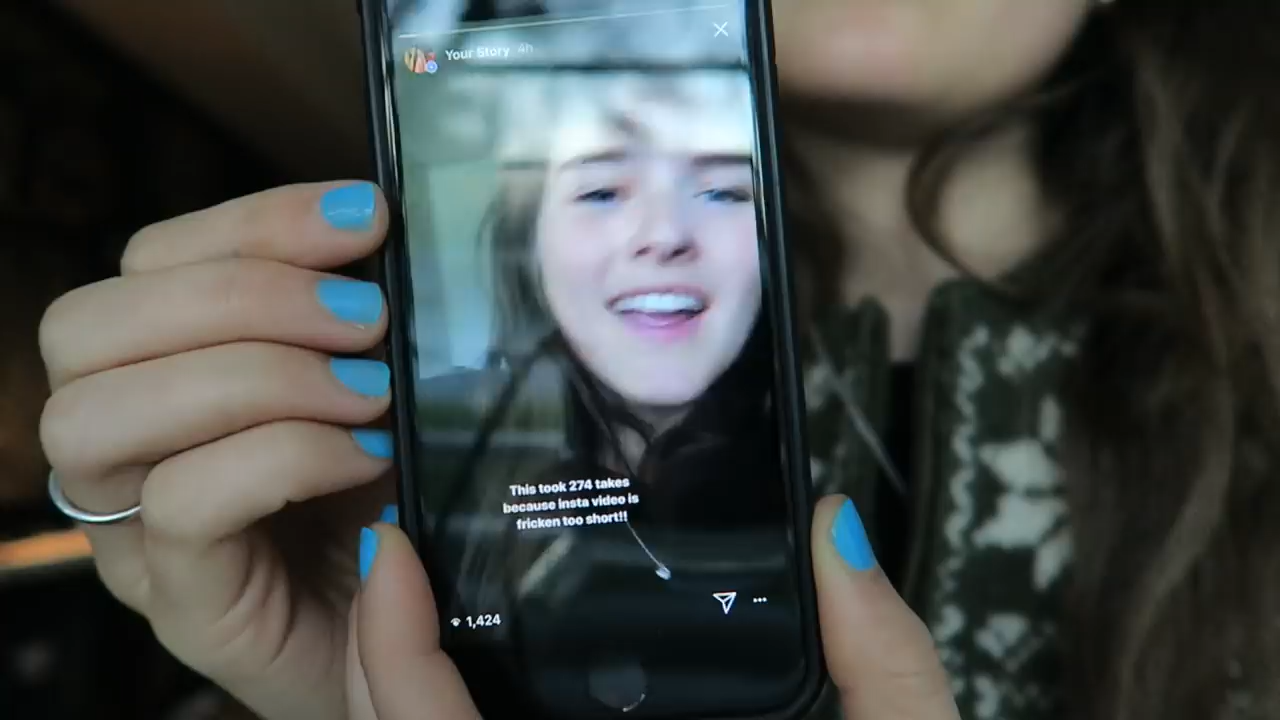 Your Story 4h
This took 274 takes
because insta video is
fricken too short!!
1,424